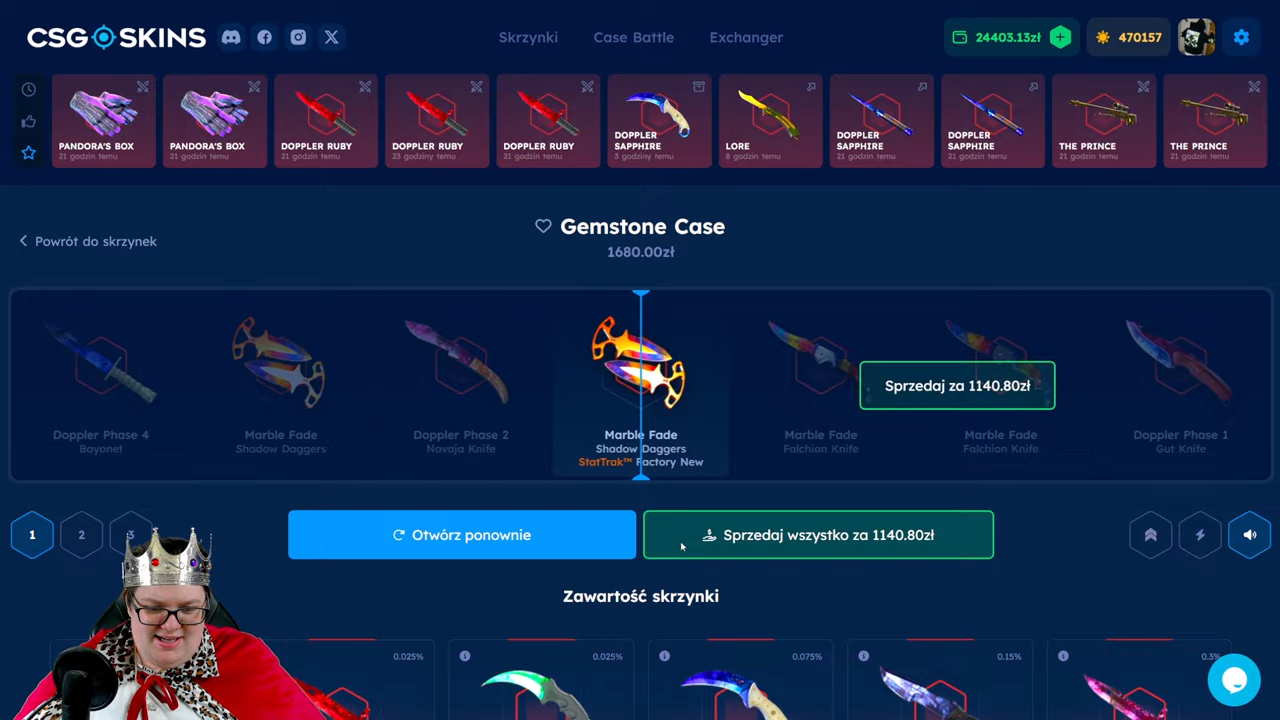 CSG SKINS
Skrzynki
Case Battle
Exchanger
24403.13zł
470157
PANDORA'S BOX
21 godzin temu
PANDORA'S BOX
21 godzin temu
DOPPLER RUBY
21 godzin temu
DOPPLER RUBY
23 godziny temu
DOPPLER RUBY
21 godzin temu
DOPPLER
SAPPHIRE
3 godziny temu
LORE
8 godzin temu
DOPPLER
SAPPHIRE
21 godzin temu
DOPPLER
SAPPHIRE
21 godzin temu
THE PRINCE
21 godzin temu
THE PRINCE
21 godzin temu
Powrót do skrzynek
Gemstone Case
1680.00zł
Doppler Phase 4
Bayonet
Marble Fade
Shadow Daggers
Doppler Phase 2
Navaja Knife
Marble Fade
Shadow Daggers
StatTrak™ Factory New
Marble Fade
Falchion Knife
Marble Fade
Falchion Knife
Doppler Phase 1
Gut Knife
Sprzedaj za 1140.80zł
1
2
3
Otwórz ponownie
Sprzedaj wszystko za 1140.80zł
Zawartość skrzynki
0.025%
0.025%
0.075%
0.15%